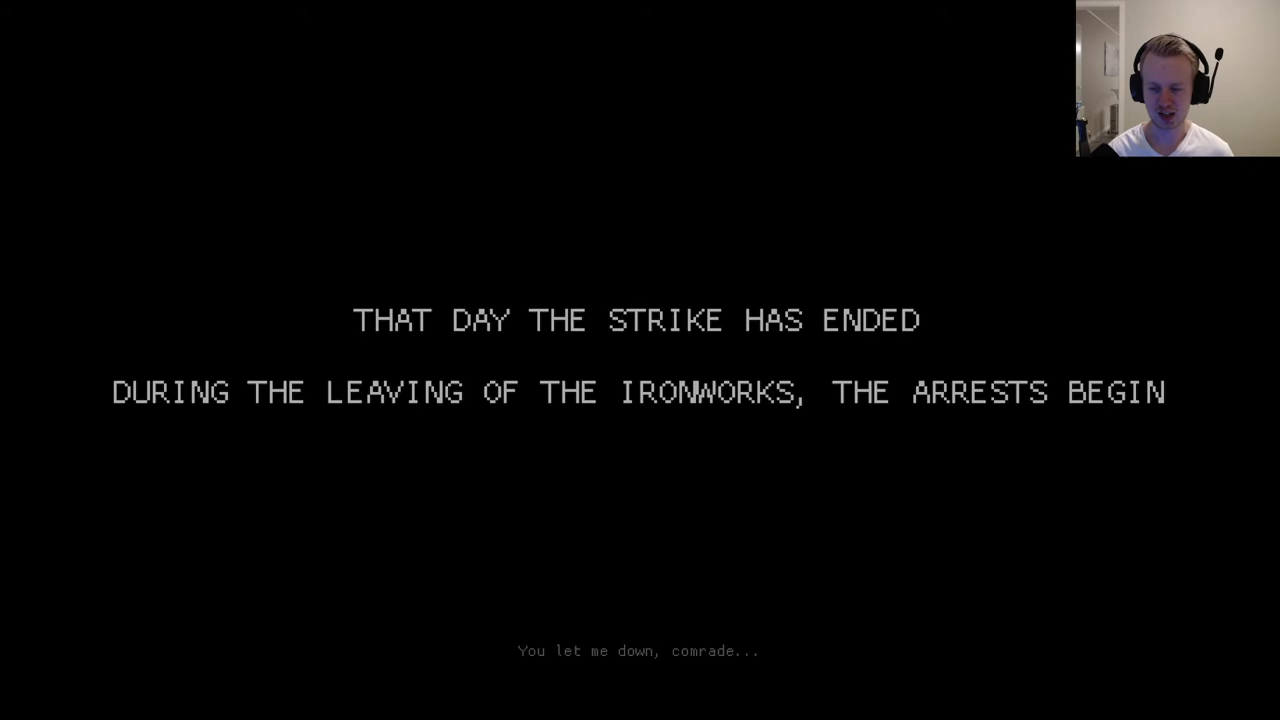 THAT DAY THE STRIKE HAS ENDED
DURING THE LEAVING OF THE IRONWORKS, THE ARRESTS BEGIN
You let me down, comrade...